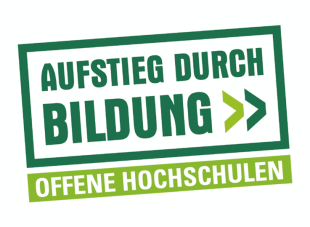 AUFSTIEG DURCH
BILDUNG >>
OFFENE HOCHSCHULEN